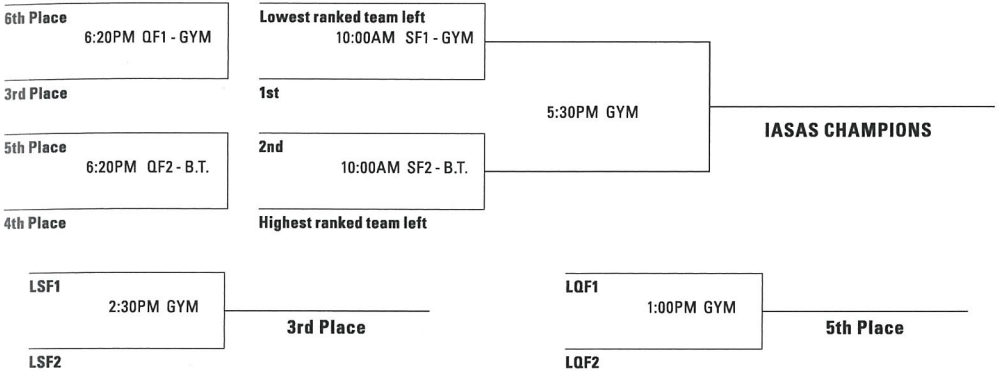 6th Place
6:20PM QF1 - GYM
3rd Place
Lowest ranked team left
10:00AM SF1 - GYM
1st
5:30PM GYM
IASAS CHAMPIONS
5th Place
6:20PM QF2 - B.T.
4th Place
2nd
10:00AM SF2 - B.T.
Highest ranked team left
LSF1
2:30PM GYM
3rd Place
LSF2
LQF1
1:00PM GYM
5th Place
LQF2